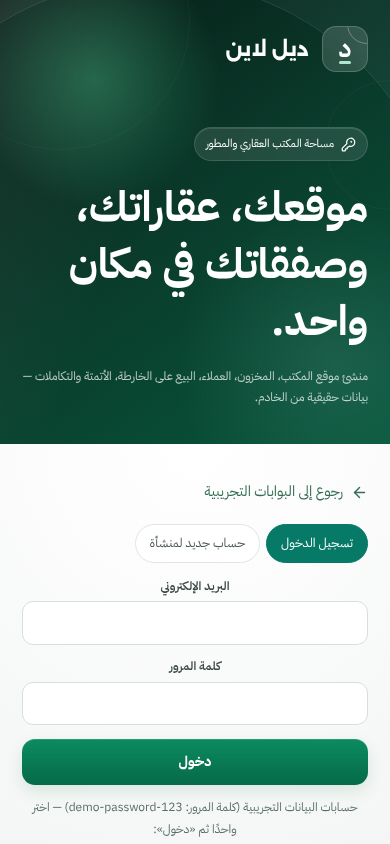 د
ديل لاين
مساحة المكتب العقاري والمطور
موقعك، عقاراتك،
وصفقاتك في مكان
واحد.
منشئ موقع المكتب، المخزون، العملاء، البيع على الخارطة، الأتمتة والتكاملات —
بيانات حقيقية من الخادم.
رجوع إلى البوابات التجريبية
تسجيل الدخول
حساب جديد لمنشأة
البريد الإلكتروني
كلمة المرور
دخول
حسابات البيانات التجريبية (كلمة المرور: demo-password-123) — اختر
واحدًا ثم «دخول»: